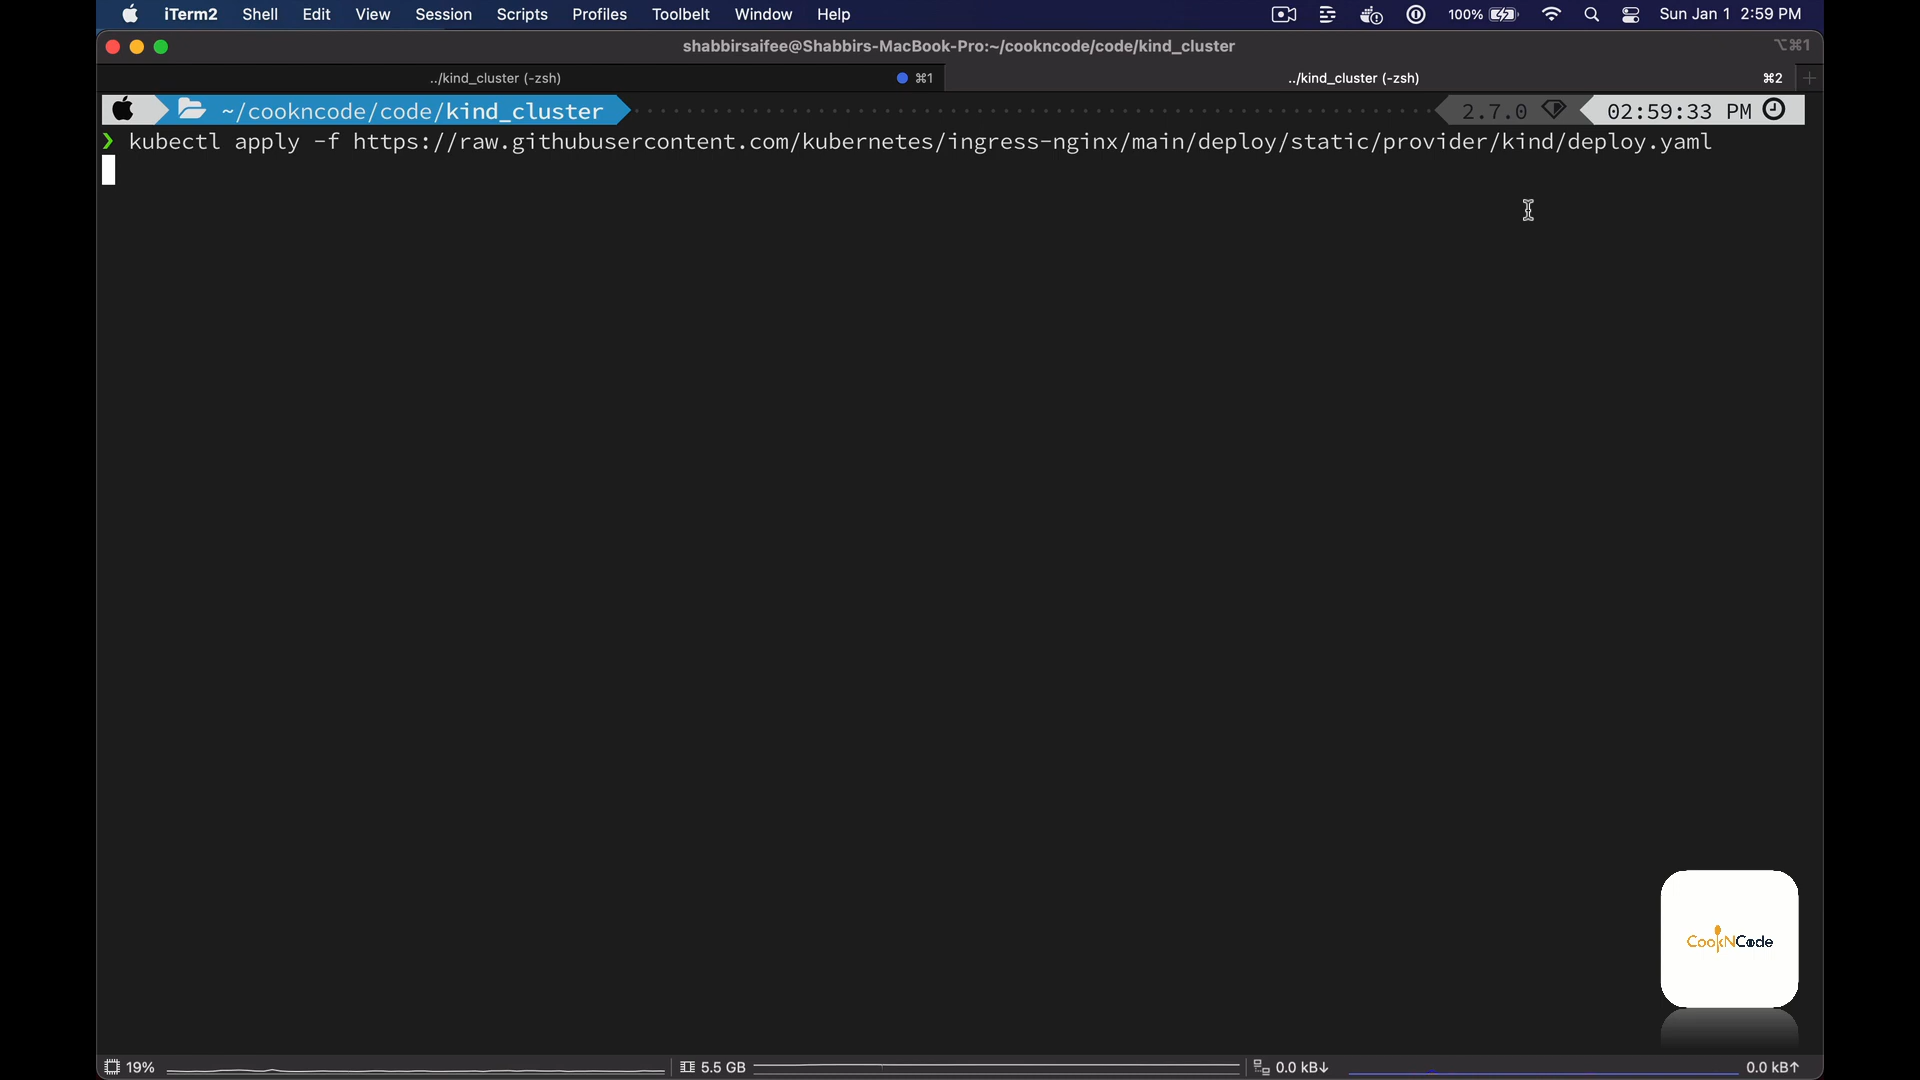 iTerm2 Shell Edit View Session Scripts Profiles Toolbelt Window Help 100% Sun Jan 1 2:59 PM
shabbirsaifee@Shabbirs-MacBook-Pro:~/cookncode/code/kind_cluster ⌥⌘1
../kind_cluster (-zsh) ⌘1 ../kind_cluster (-zsh) ⌘2
~/cookncode/code/kind_cluster 2.7.0 02:59:33 PM
❯ kubectl apply -f https://raw.githubusercontent.com/kubernetes/ingress-nginx/main/deploy/static/provider/kind/deploy.yaml
CookNCode
19% 5.5 GB 0.0 kB↓ 0.0 kB↑